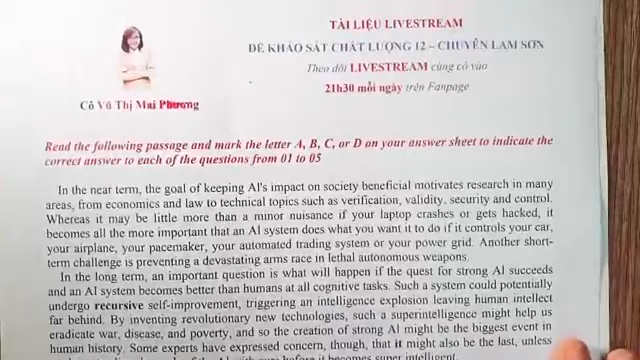 TÀI LIỆU LIVESTREAM
ĐỀ KHẢO SÁT CHẤT LƯỢNG 12 – CHUYÊN LAM SƠN
Theo dõi LIVESTREAM cùng cô vào
21h30 mỗi ngày trên Fanpage
Cô Vũ Thị Mai Phương
Read the following passage and mark the letter A, B, C, or D on your answer sheet to indicate the
correct answer to each of the questions from 01 to 05
In the near term, the goal of keeping AI's impact on society beneficial motivates research in many
areas, from economics and law to technical topics such as verification, validity, security and control.
Whereas it may be little more than a minor nuisance if your laptop crashes or gets hacked, it
becomes all the more important that an AI system does what you want it to do if it controls your car,
your airplane, your pacemaker, your automated trading system or your power grid. Another short-
term challenge is preventing a devastating arms race in lethal autonomous weapons.
In the long term, an important question is what will happen if the quest for strong AI succeeds
and an AI system becomes better than humans at all cognitive tasks. Such a system could potentially
undergo recursive self-improvement, triggering an intelligence explosion leaving human intellect
far behind. By inventing revolutionary new technologies, such a superintelligence might help us
eradicate war, disease, and poverty, and so the creation of strong AI might be the biggest event in
human history. Some experts have expressed concern, though, that it might also be the last, unless
before it becomes super intelligent